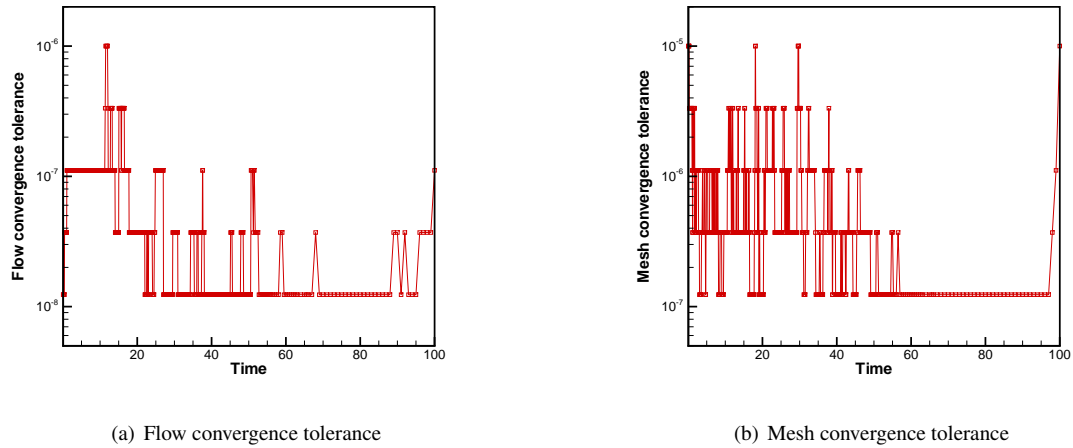 10-6
10-7
10-8
Flow convergence tolerance
20 40 60 80 100
Time
10-5
10-6
10-7
Mesh convergence tolerance
20 40 60 80 100
Time
(a) Flow convergence tolerance
(b) Mesh convergence tolerance